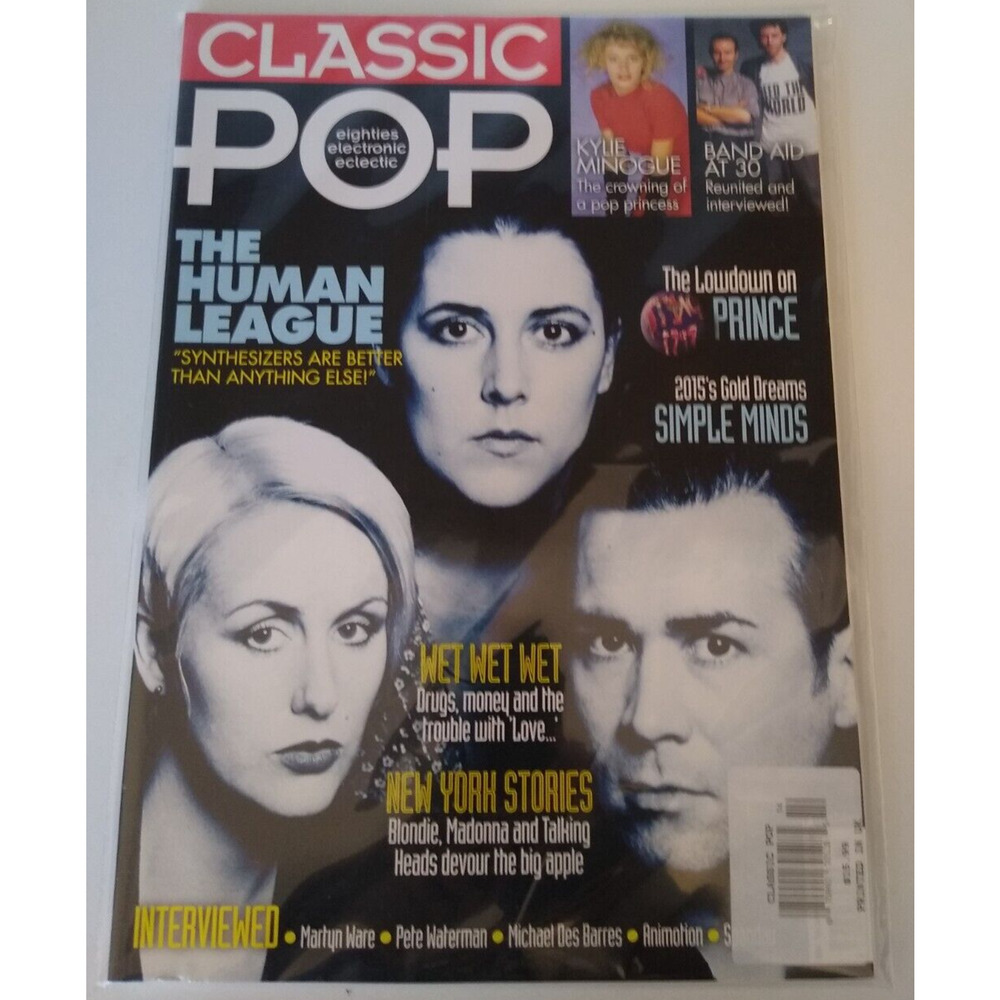 CLASSIC
POP
eighties
electronic
eclectic
KYLIE
MINOGUE
The crowning of
a pop princess
BAND AID
AT 30
Reunited and
interviewed!
THE
HUMAN
LEAGUE
"SYNTHESIZERS ARE BETTER
THAN ANYTHING ELSE!"
The Lowdown on
PRINCE
2015's Gold Dreams
SIMPLE MINDS
WET WET WET
Drugs, money and the
trouble with 'Love...'
NEW YORK STORIES
Blondie, Madonna and Talking
Heads devour the big apple
INTERVIEWED • Martyn Ware • Pete Waterman • Michael Des Barres • Animotion •
CLASSIC POP
PRINTED IN